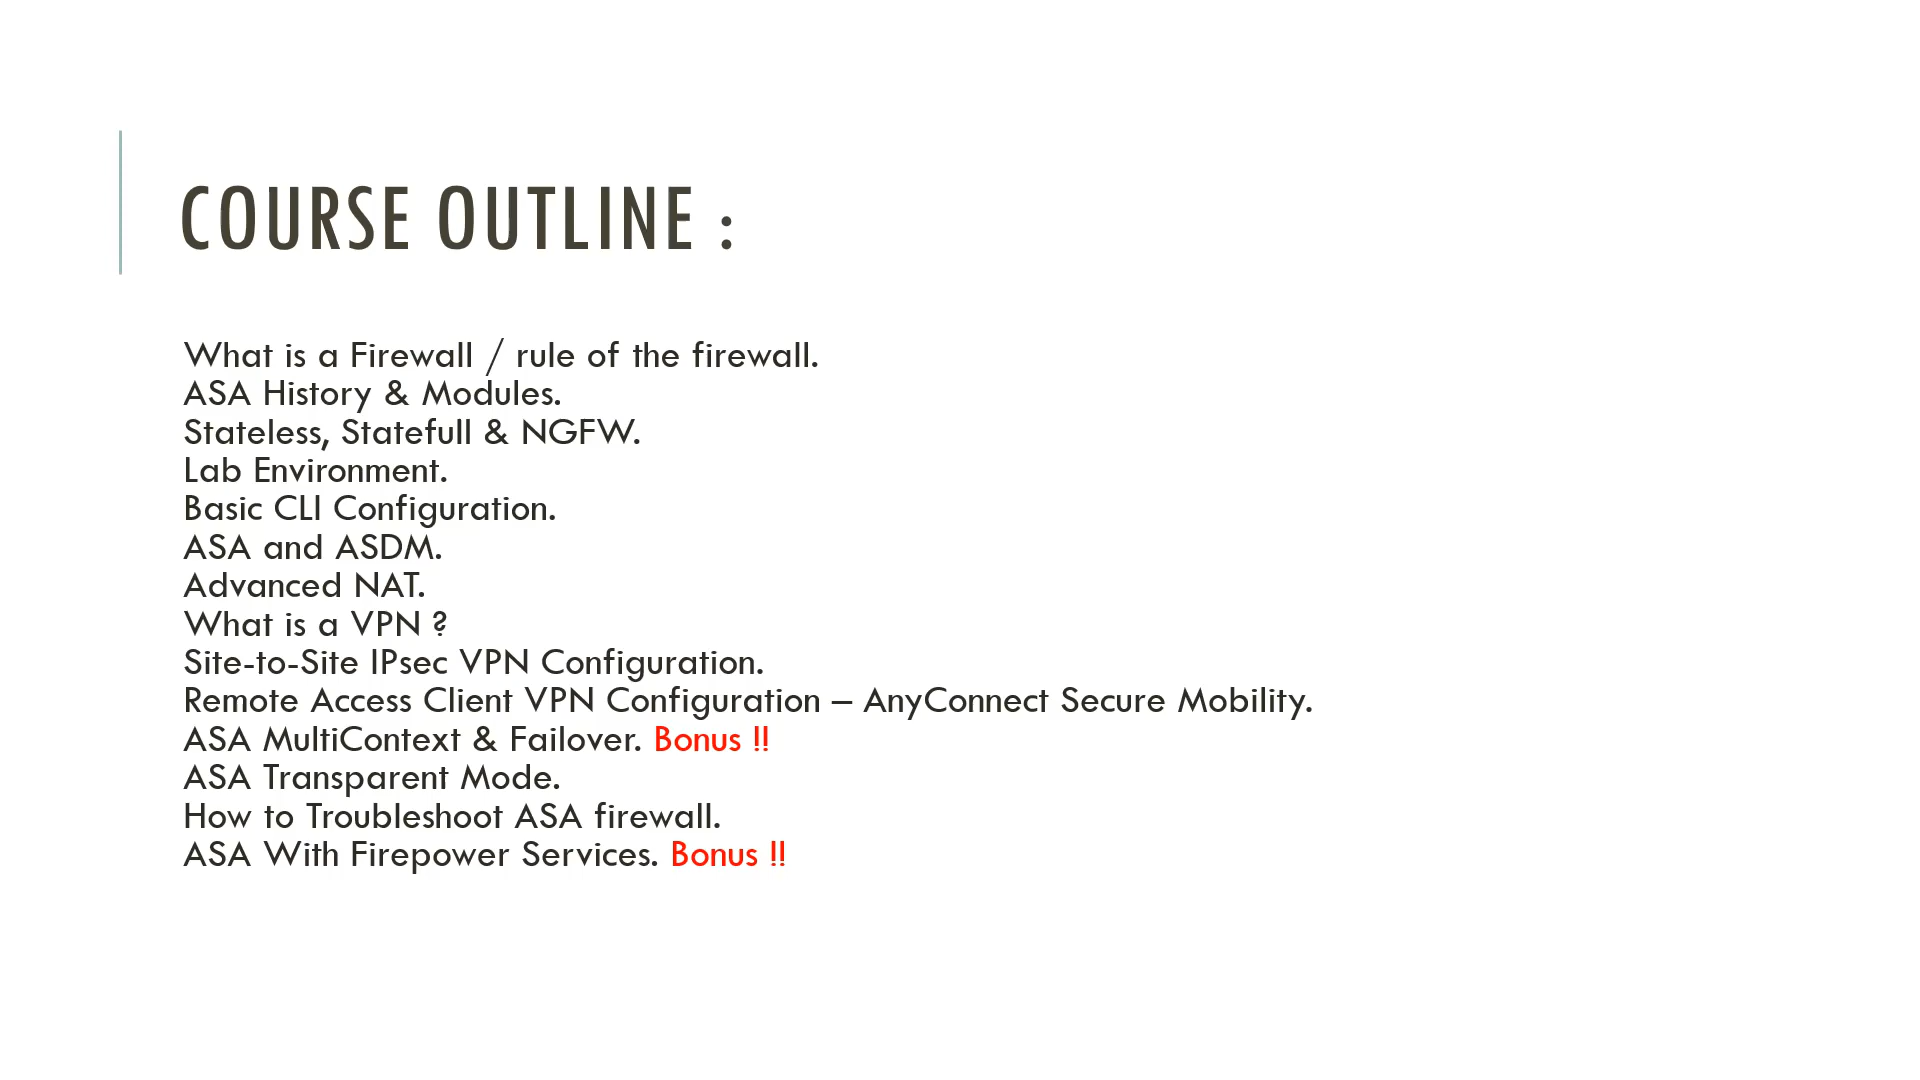 COURSE OUTLINE :
What is a Firewall / rule of the firewall.
ASA History & Modules.
Stateless, Statefull & NGFW.
Lab Environment.
Basic CLI Configuration.
ASA and ASDM.
Advanced NAT.
What is a VPN ?
Site-to-Site IPsec VPN Configuration.
Remote Access Client VPN Configuration – AnyConnect Secure Mobility.
ASA MultiContext & Failover. Bonus !!
ASA Transparent Mode.
How to Troubleshoot ASA firewall.
ASA With Firepower Services. Bonus !!